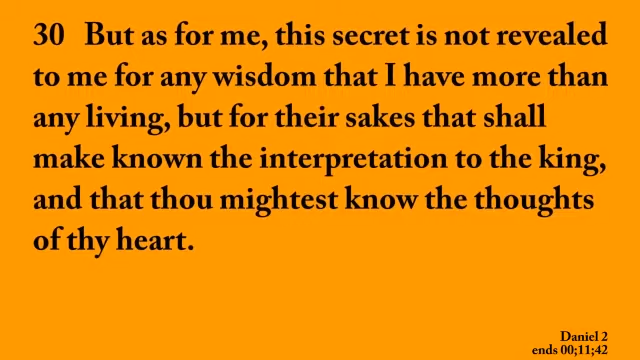 30 But as for me, this secret is not revealed
to me for any wisdom that I have more than
any living, but for their sakes that shall
make known the interpretation to the king,
and that thou mightest know the thoughts
of thy heart.
Daniel 2
ends 00;11;42